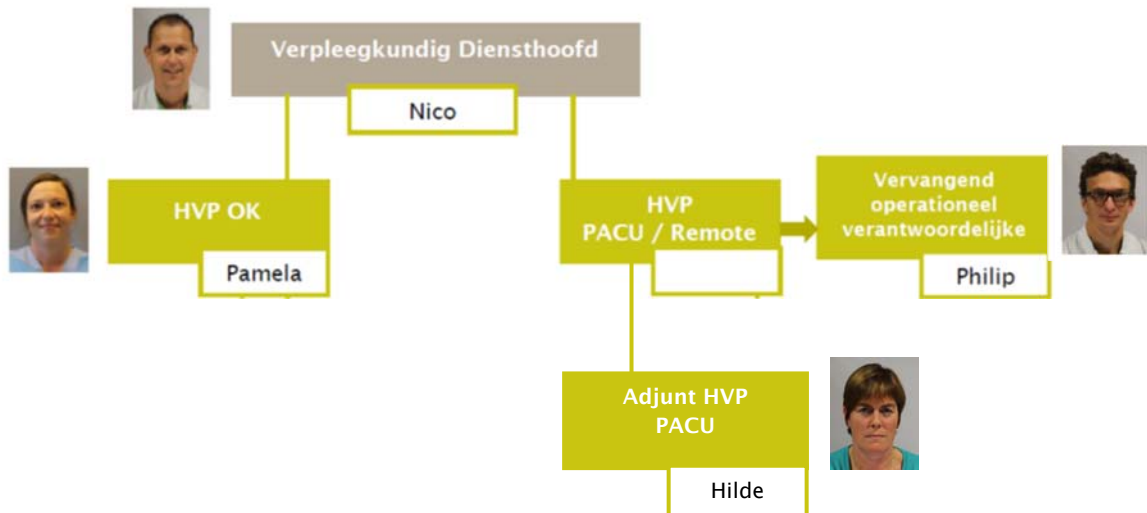 Verpleegkundig Diensthoofd
Nico
HVP OK
Pamela
HVP
PACU / Remote
Vervangend
operationeel
verantwoordelijke
Philip
Adjunt HVP
PACU
Hilde